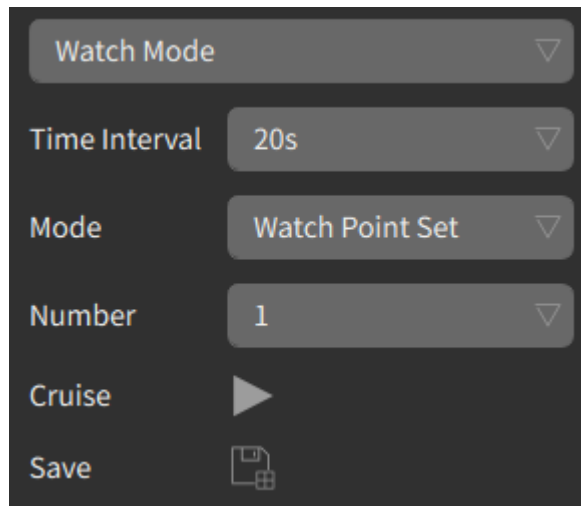 Watch Mode
Time Interval 20s
Mode Watch Point Set
Number 1
Cruise
Save